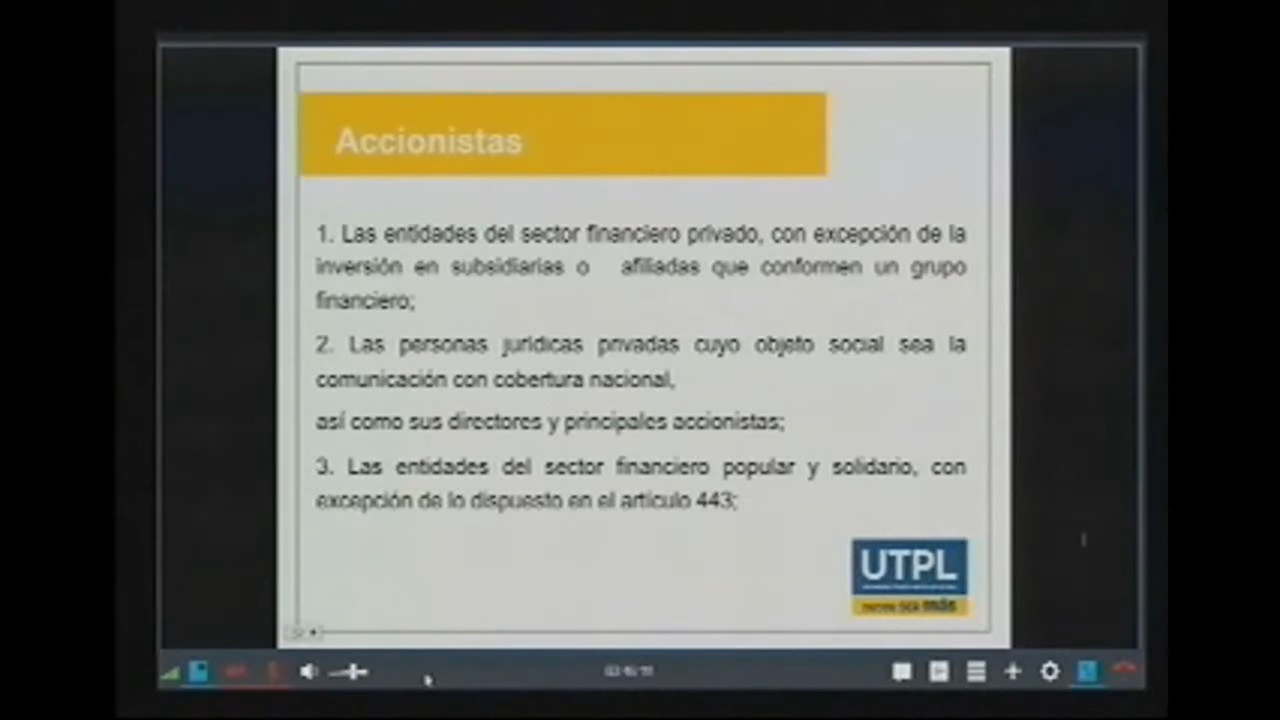 Accionistas
1. Las entidades del sector financiero privado, con excepción de la
inversión en subsidiarias o afiliadas que conformen un grupo
financiero;
2. Las personas jurídicas privadas cuyo objeto social sea la
comunicación con cobertura nacional,
así como sus directores y principales accionistas;
3. Las entidades del sector financiero popular y solidario, con
excepción de lo dispuesto en el artículo 443;
UTPL
más